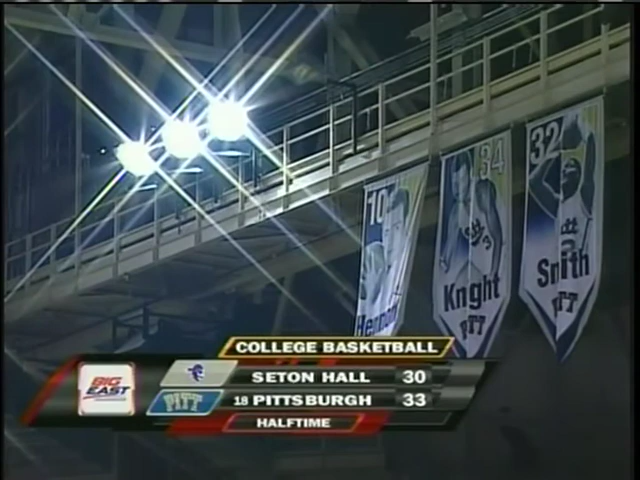 10
34
32
Knight
PITT
Smith
PITT
COLLEGE BASKETBALL
BIG EAST
SETON HALL 30
PITT
18 PITTSBURGH 33
HALFTIME